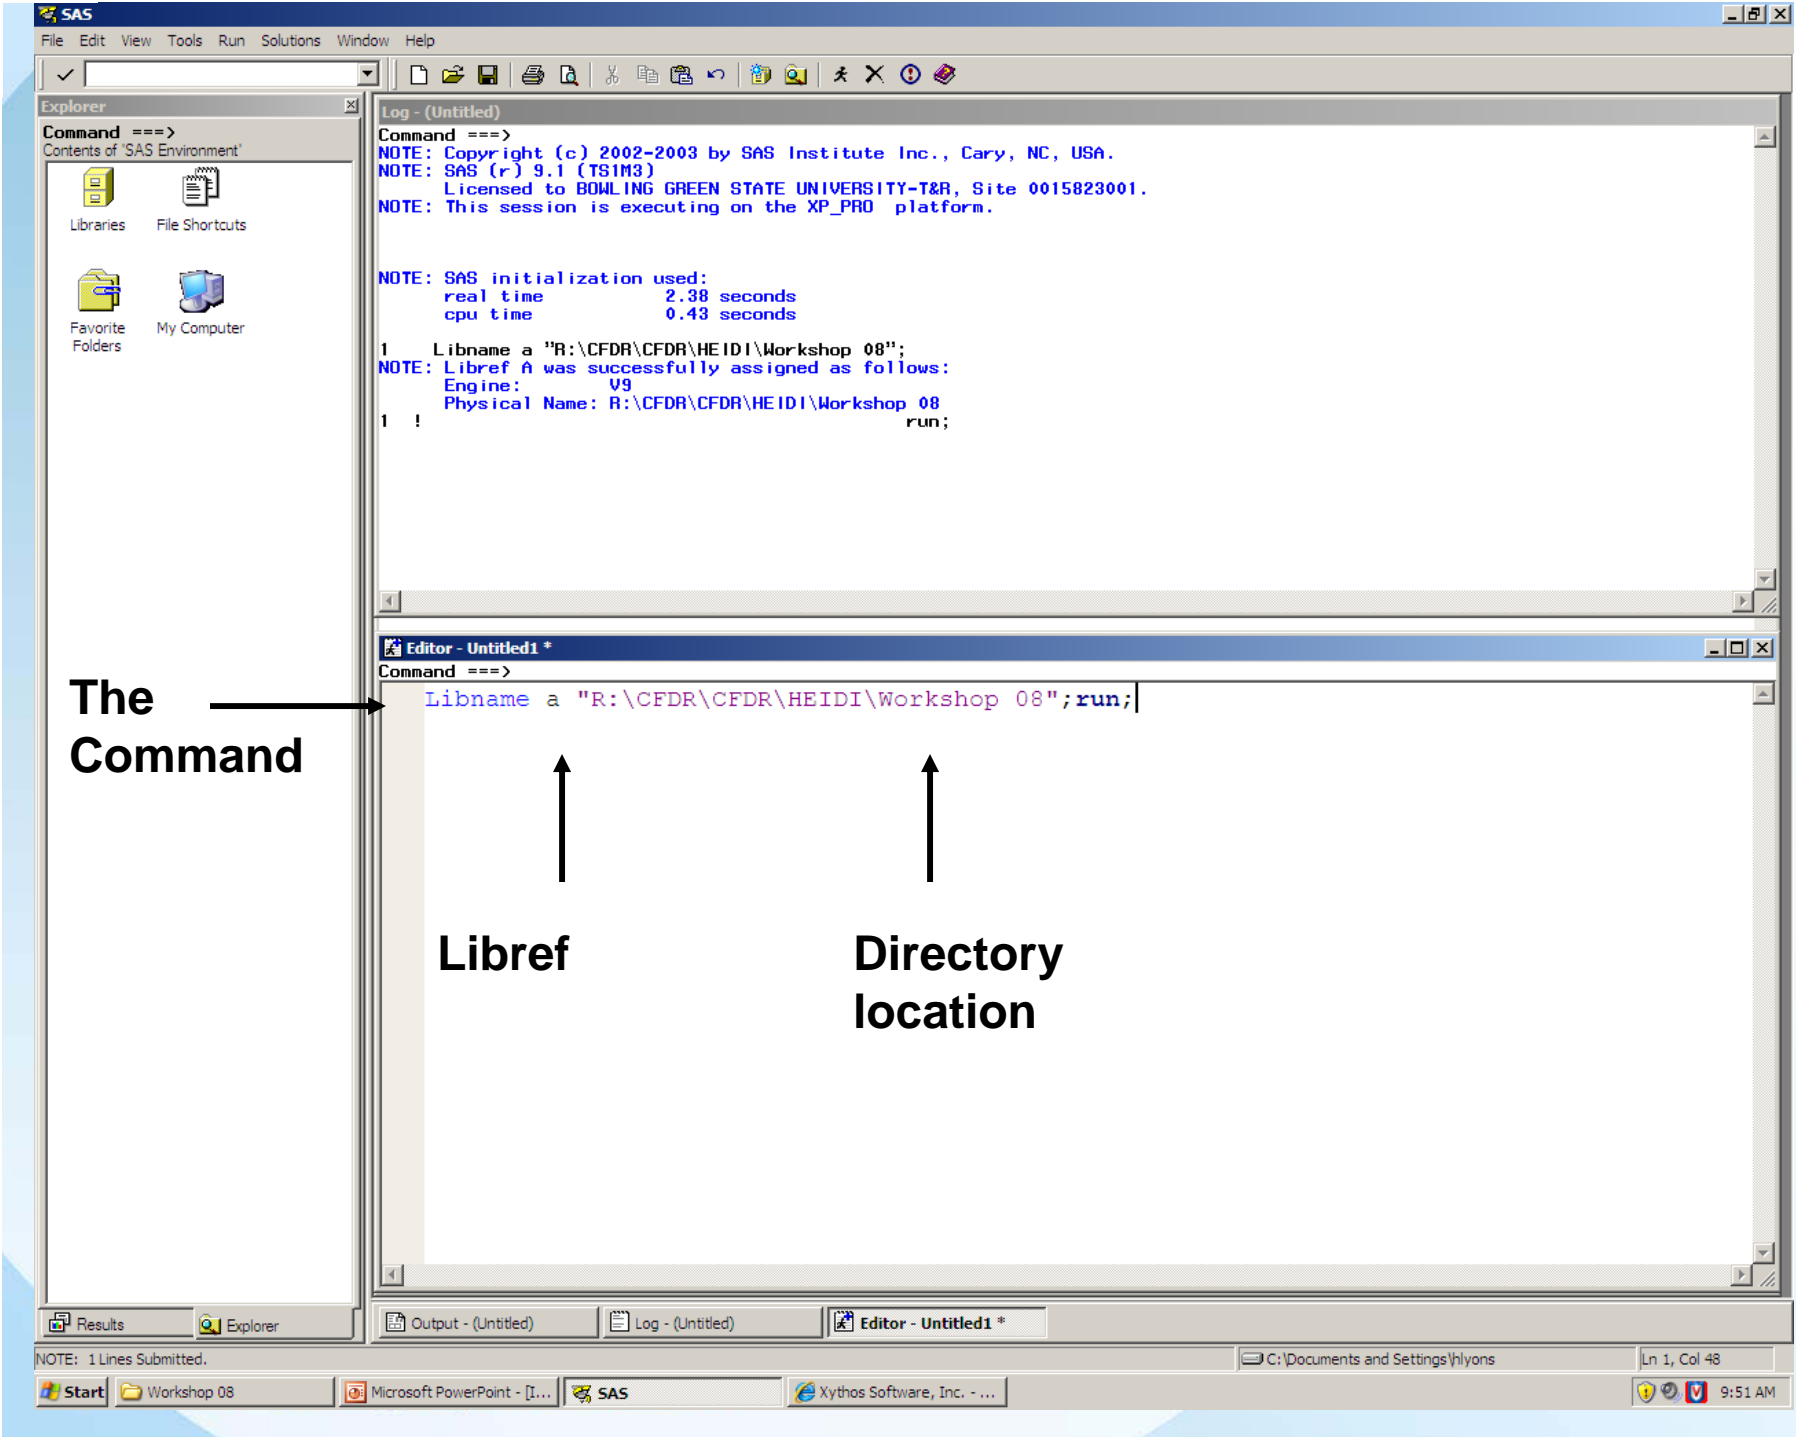 SAS
File Edit View Tools Run Solutions Window Help
Explorer
Command ===>
Contents of 'SAS Environment'
Libraries
File Shortcuts
Favorite Folders
My Computer
Log - (Untitled)
Command ===>
NOTE: Copyright (c) 2002-2003 by SAS Institute Inc., Cary, NC, USA.
NOTE: SAS (r) 9.1 (TS1M3)
Licensed to BOWLING GREEN STATE UNIVERSITY-T&R, Site 0015823001.
NOTE: This session is executing on the XP_PRO platform.
NOTE: SAS initialization used:
real time 2.38 seconds
cpu time 0.43 seconds
1 Libname a "R:\CFDR\CFDR\HEIDI\Workshop 08";
NOTE: Libref A was successfully assigned as follows:
Engine: V9
Physical Name: R:\CFDR\CFDR\HEIDI\Workshop 08
1 ! run;
Editor - Untitled1 *
Command ===>
Libname a "R:\CFDR\CFDR\HEIDI\Workshop 08";run;
The
Command
Libref
Directory
location
Results
Explorer
Output - (Untitled)
Log - (Untitled)
Editor - Untitled1 *
NOTE: 1 Lines Submitted.
C:\Documents and Settings\hlyons
Ln 1, Col 48
Start
Workshop 08
Microsoft PowerPoint - [I...
SAS
Xythos Software, Inc. - ...
9:51 AM